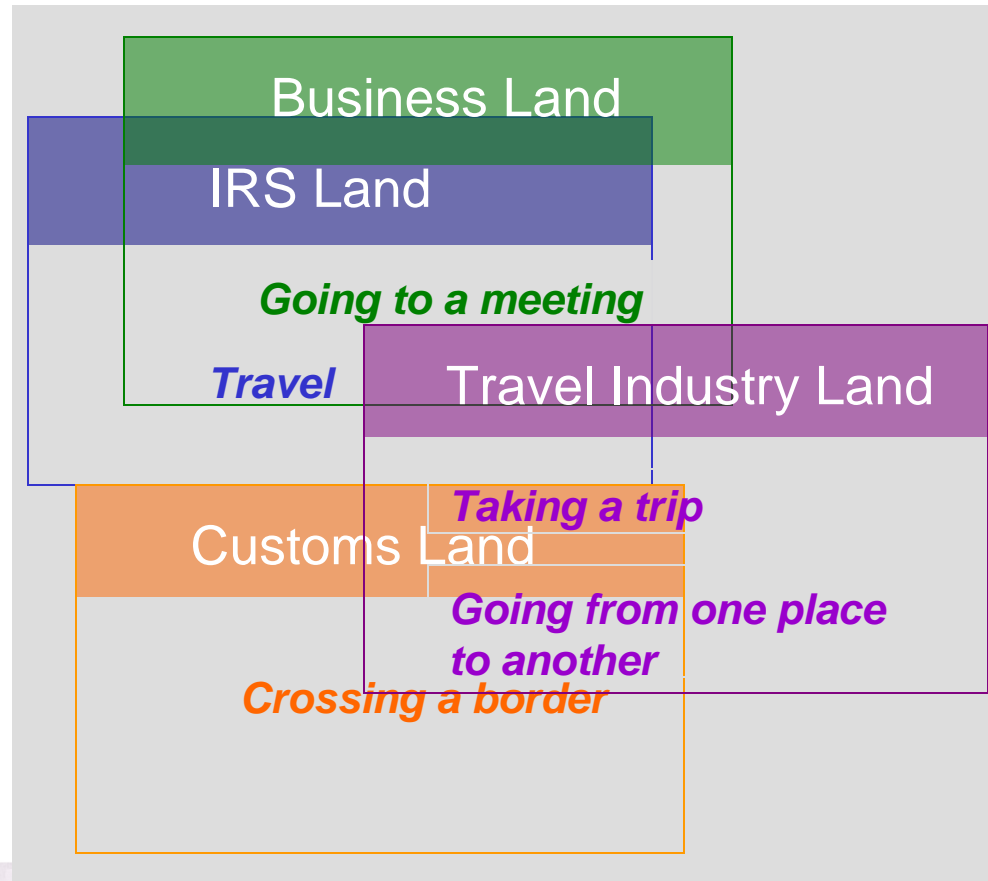 Business Land
IRS Land
Going to a meeting
Travel
Travel Industry Land
Taking a trip
Customs Land
Going from one place
to another
Crossing a border